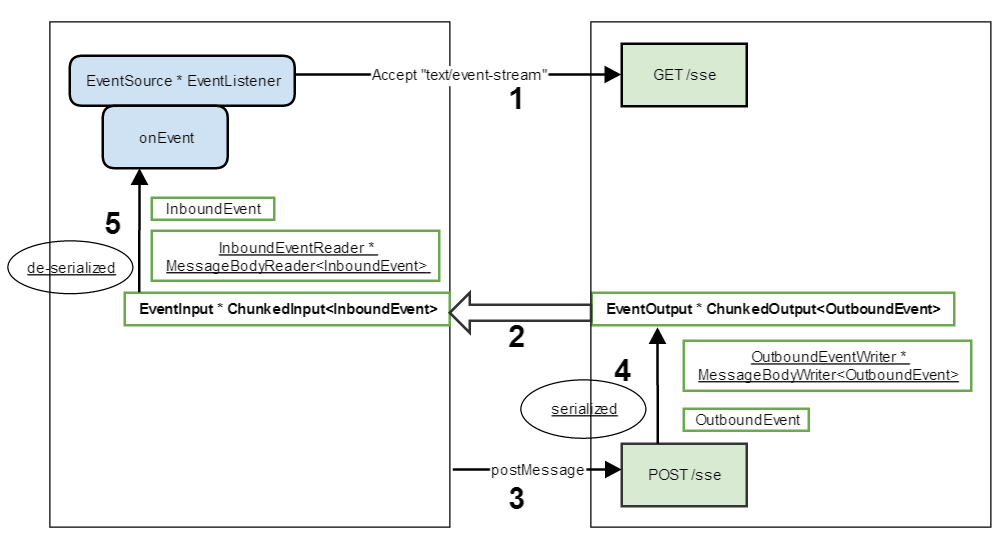 EventSource * EventListener
Accept "text/event-stream"
GET /sse
1
onEvent
5
InboundEvent
InboundEventReader *
MessageBodyReader<InboundEvent>
de-serialized
EventInput * ChunkedInput<InboundEvent>
2
EventOutput * ChunkedOutput<OutboundEvent>
4
OutboundEventWriter *
MessageBodyWriter<OutboundEvent>
serialized
OutboundEvent
postMessage
3
POST /sse